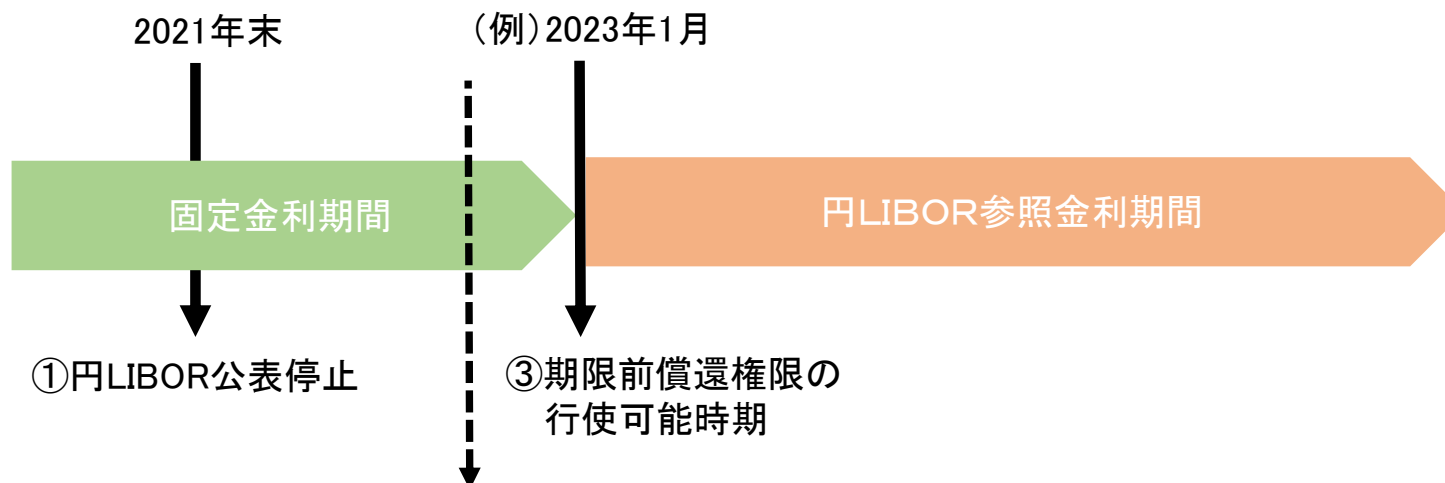 2021年末
（例）2023年1月
固定金利期間
円LIBOR参照金利期間
①円LIBOR公表停止
③期限前償還権限の
行使可能時期